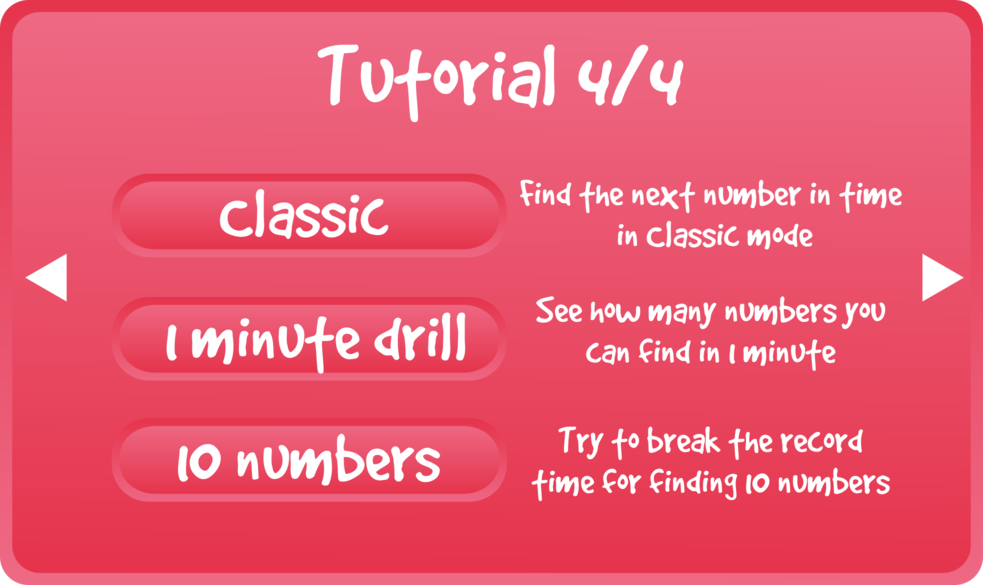 Tutorial 4/4
Classic
Find the next number in time
in Classic mode
1 minute drill
See how many numbers you
can find in 1 minute
10 numbers
Try to break the record
time for finding 10 numbers